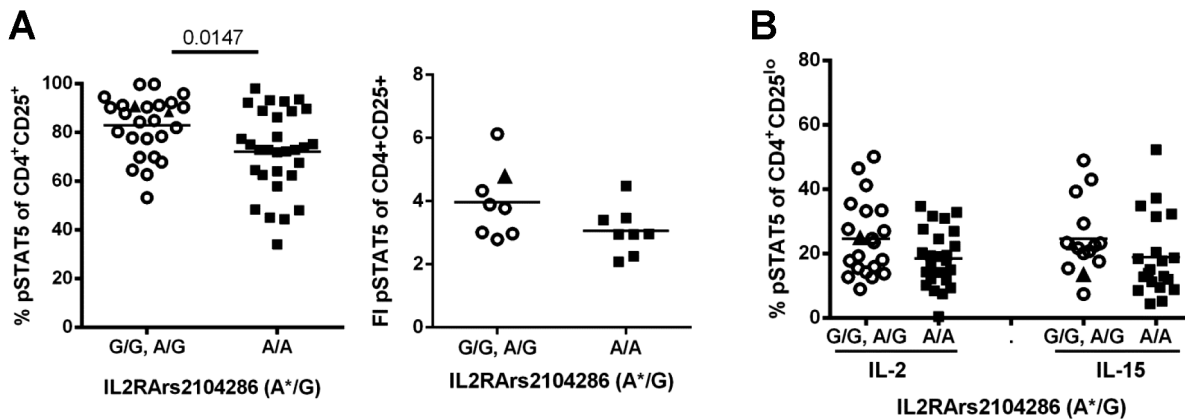 A
0.0147
% pSTAT5 of CD4⁺CD25⁺
100
80
60
40
20
0
G/G, A/G
A/A
IL2RArs2104286 (A*/G)
FI pSTAT5 of CD4+CD25+
8
6
4
2
0
G/G, A/G
A/A
IL2RArs2104286 (A*/G)
B
% pSTAT5 of CD4⁺CD25ˡᵒ
80
60
40
20
0
G/G, A/G A/A . G/G, A/G A/A
IL-2 IL-15
IL2RArs2104286 (A*/G)